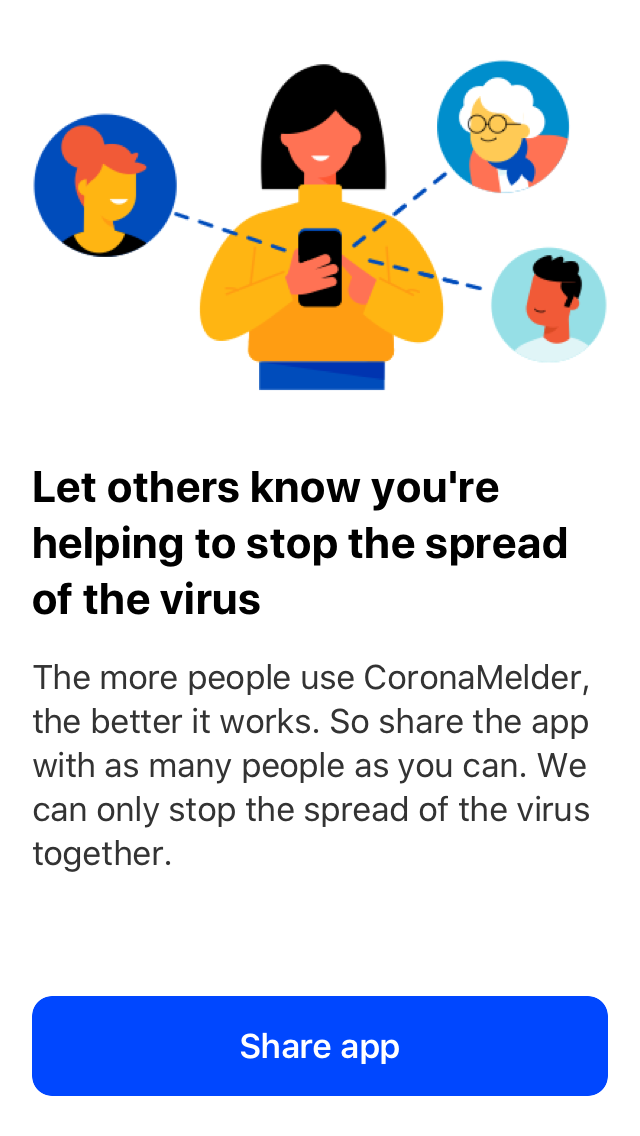 Let others know you're
helping to stop the spread
of the virus
The more people use CoronaMelder,
the better it works. So share the app
with as many people as you can. We
can only stop the spread of the virus
together.
Share app